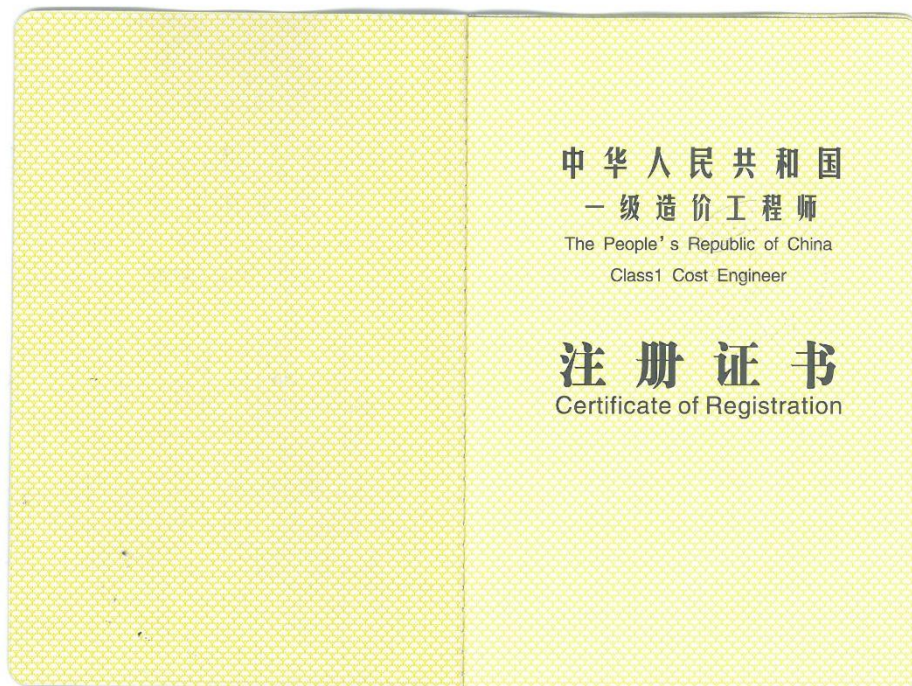 中华人民共和国
一级造价工程师
The People's Republic of China
Class1 Cost Engineer
注册证书
Certificate of Registration